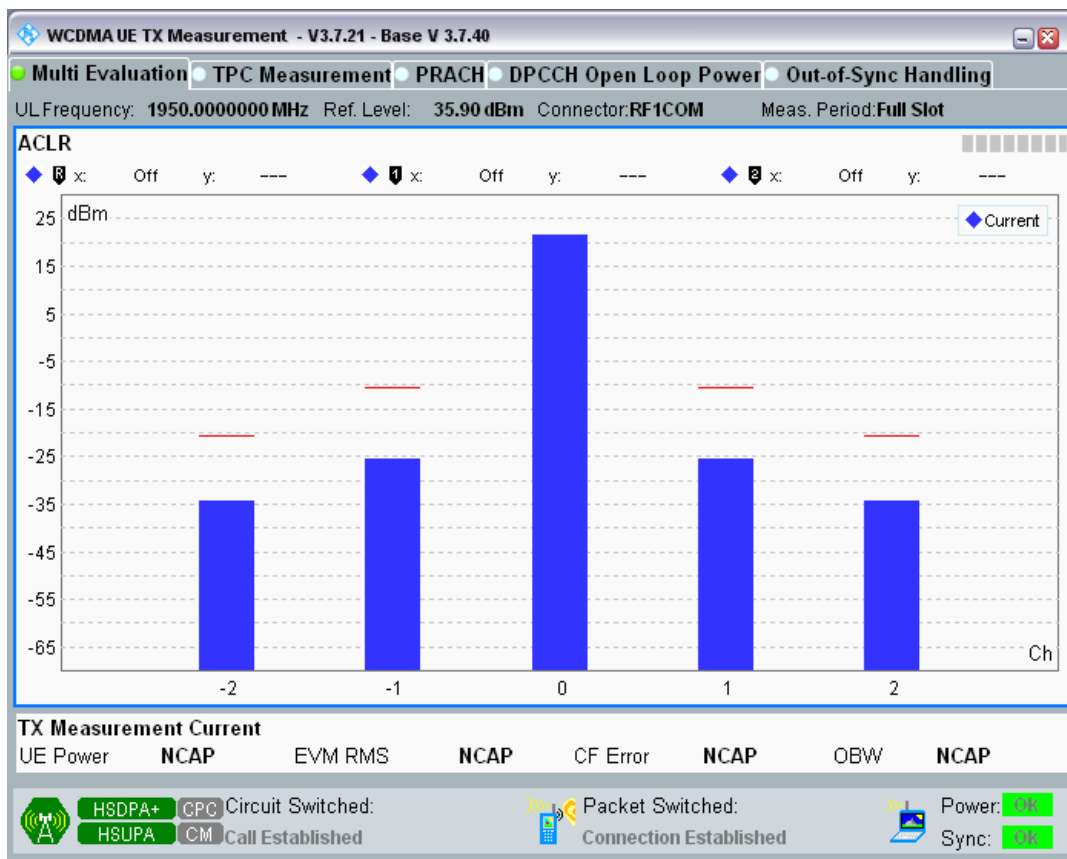 WCDMA UE TX Measurement - V3.7.21 - Base V 3.7.40
Multi Evaluation TPC Measurement PRACH DPCCH Open Loop Power Out-of-Sync Handling
UL Frequency: 1950.0000000 MHz Ref. Level: 35.90 dBm Connector:RF1COM Meas. Period:Full Slot
ACLR
R x: Off y: --- 1 x: Off y: --- 2 x: Off y: ---
dBm
Current
25
15
5
-5
-15
-25
-35
-45
-55
-65
Ch
-2 -1 0 1 2
TX Measurement Current
UE Power NCAP EVM RMS NCAP CF Error NCAP OBW NCAP
HSDPA+ CPC Circuit Switched: Packet Switched: Power: OK
HSUPA CM Call Established Connection Established Sync: OK